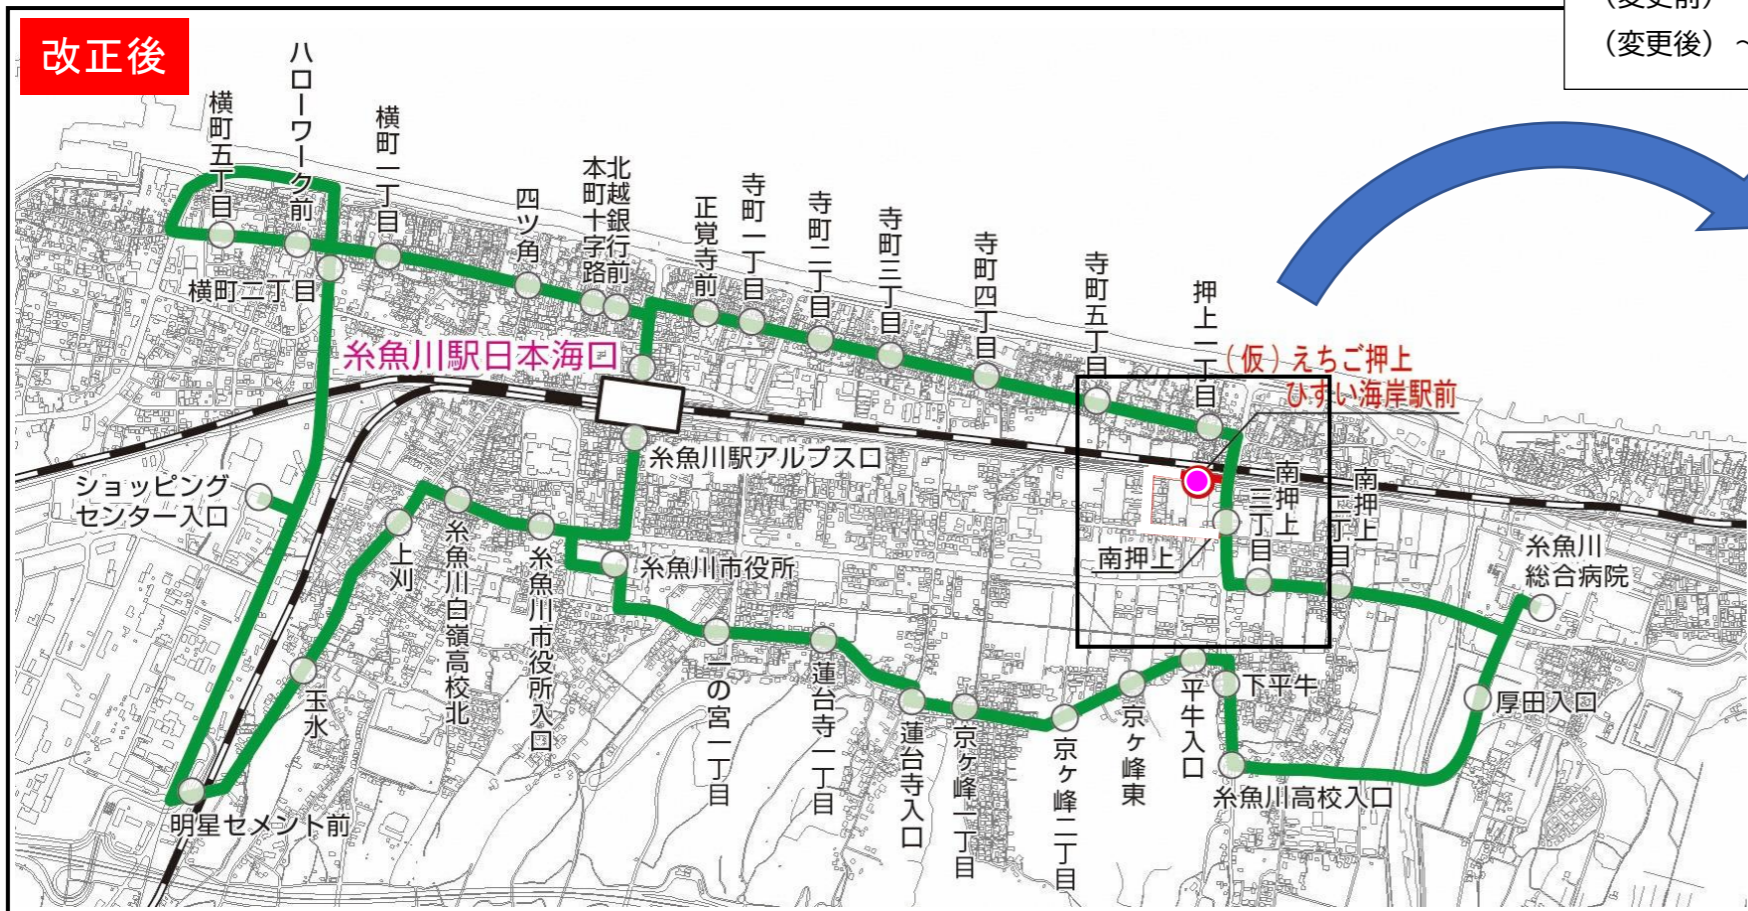 (変更前)
(変更後) ~
改正後
横町五丁目
ハローワーク前
横町一丁目
横町二丁目
四ツ角
本町十字路
北越銀行前
正覚寺前
寺町一丁目
寺町二丁目
寺町三丁目
寺町四丁目
寺町五丁目
押上一丁目
(仮)えちご押上
ひすい海岸駅前
糸魚川駅日本海口
糸魚川駅アルプスロ
ショッピング
センター入口
上刈
糸魚川白嶺高校北
糸魚川市役所入口
糸魚川市役所
南押上
南押上
三丁目
南押上
一丁目
糸魚川
総合病院
玉水
一の宮一丁目
蓮台寺一丁目
蓮台寺入口
京ヶ峰一丁目
京ヶ峰二丁目
京ヶ峰東
平牛入口
下平牛
厚田入口
糸魚川高校入口
明星セメント前